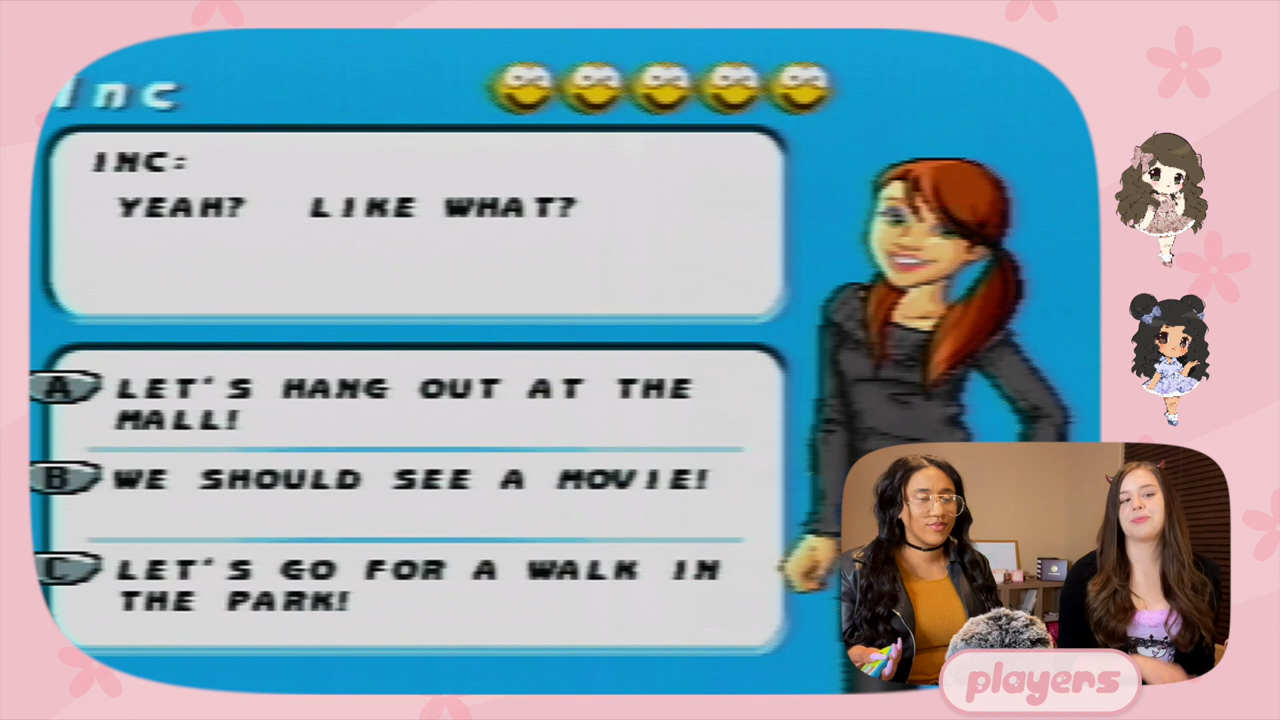 Inc
INC:
YEAH? LIKE WHAT?
A LET'S HANG OUT AT THE
MALL!
B WE SHOULD SEE A MOVIE!
C LET'S GO FOR A WALK IN
THE PARK!
players